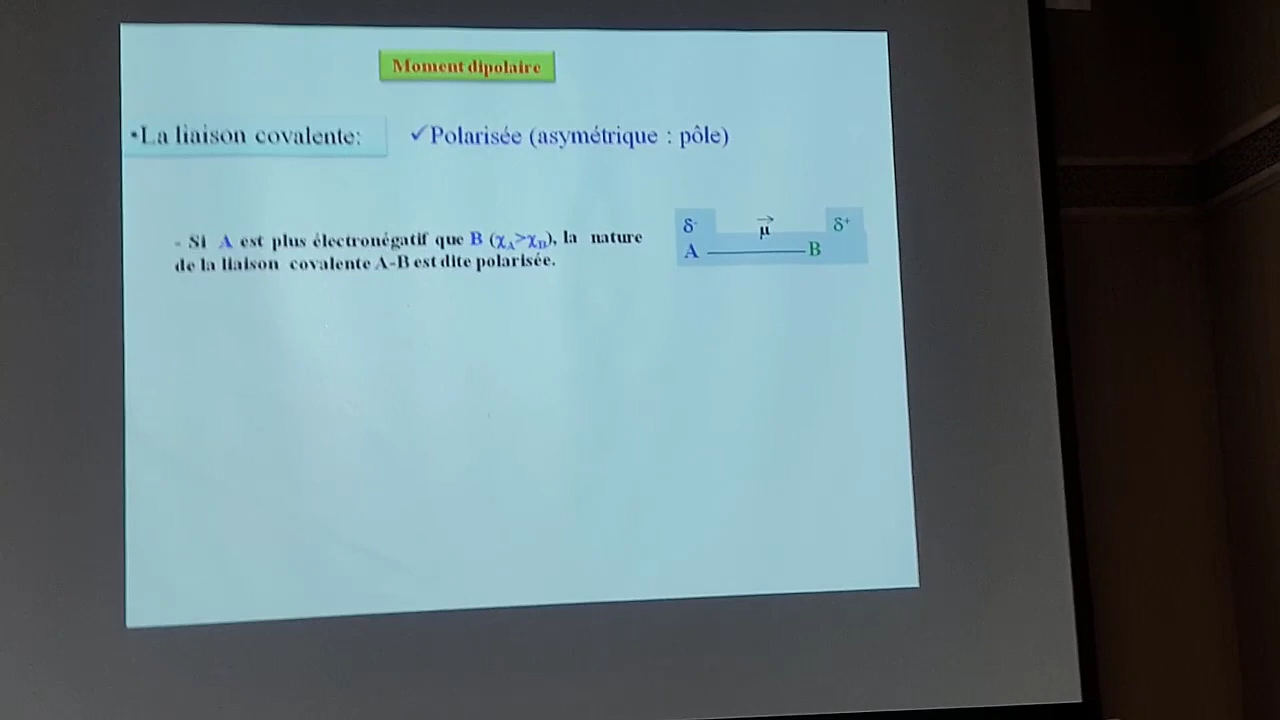 Moment dipolaire
•La liaison covalente: ✓Polarisée (asymétrique : pôle)
- Si A est plus électronégatif que B (χA>χB), la nature
de la liaison covalente A-B est dite polarisée.
δ- μ⃗ δ+
A B